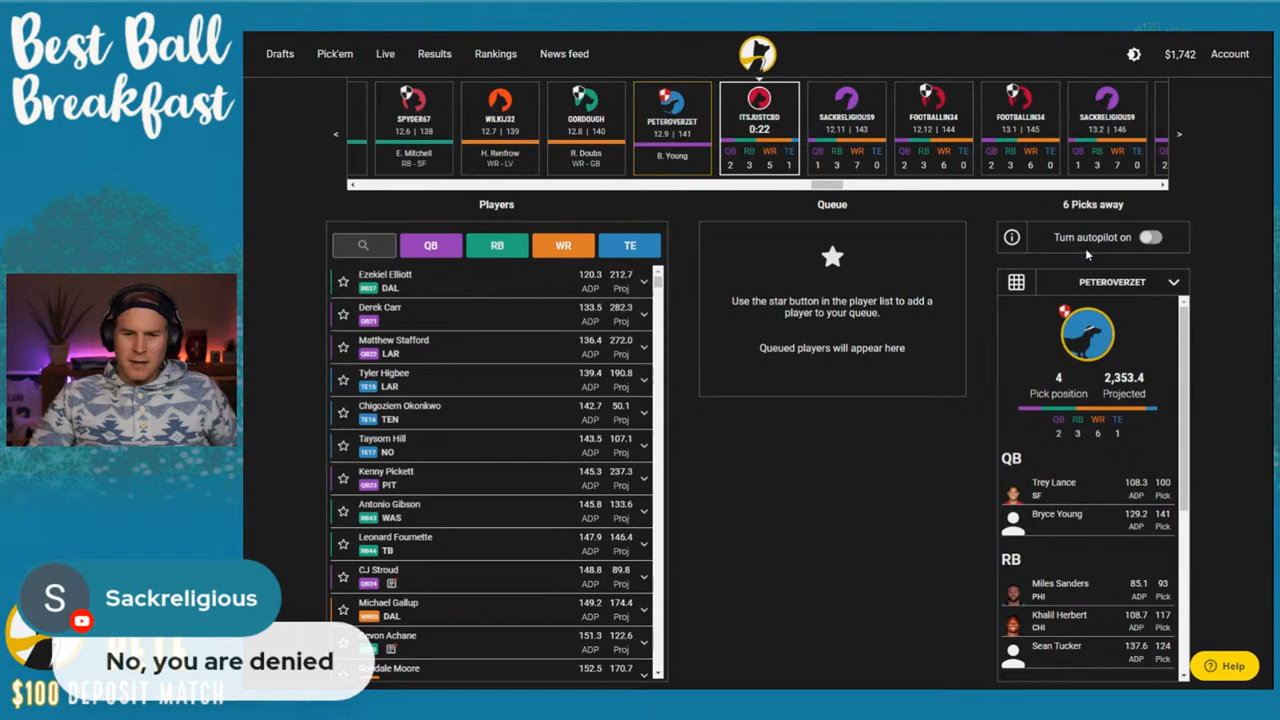 Best Ball
Breakfast
Drafts
Pick'em
Live
Results
Rankings
News feed
$1,742
Account
<
SPYDER67
12.6 | 138
E. Mitchell
RB - SF
WILKIJ32
12.7 | 139
H. Renfrow
WR - LV
GORDOUGH
12.8 | 140
R. Doubs
WR - GB
PETEROVERZET
12.9 | 141
B. Young
ITSJUSTCBO
0:22
QB RB WR TE
2 3 5 1
SACKRELIGIOUS9
12.11 | 143
QB RB WR TE
1 3 7 0
FOOTBALLIN34
12.12 | 144
QB RB WR TE
2 3 6 0
FOOTBALLIN34
13.1 | 145
QB RB WR TE
2 3 6 0
SACKRELIGIOUS9
13.2 | 146
QB RB WR TE
1 3 7 0
>
Players
QB
RB
WR
TE
Ezekiel Elliott 120.3 212.7
RB37 DAL ADP Proj
Derek Carr 133.5 282.3
QB21 ADP Proj
Matthew Stafford 136.4 272.0
QB22 LAR ADP Proj
Tyler Higbee 139.4 190.8
TE15 LAR ADP Proj
Chigoziem Okonkwo 142.7 50.1
TE16 TEN ADP Proj
Taysom Hill 143.5 107.1
TE17 NO ADP Proj
Kenny Pickett 145.3 237.3
QB23 PIT ADP Proj
Antonio Gibson 145.8 133.6
RB43 WAS ADP Proj
Leonard Fournette 147.9 146.4
RB44 TB ADP Proj
CJ Stroud 148.8 89.8
QB24 ADP Proj
Michael Gallup 149.2 174.4
DAL ADP Proj
Achane 151.3 122.6
ADP Proj
Moore 152.5 170.7
Queue
Use the star button in the player list to add a
player to your queue.
Queued players will appear here
6 Picks away
Turn autopilot on
PETEROVERZET
4 2,353.4
Pick position Projected
QB RB WR TE
2 3 6 1
QB
Trey Lance 108.3 100
SF ADP Pick
Bryce Young 129.2 141
ADP Pick
RB
Miles Sanders 85.1 93
PHI ADP Pick
Khalil Herbert 108.7 117
CHI ADP Pick
Sean Tucker 137.6 124
ADP Pick
Help
S
Sackreligious
No, you are denied
$100 DEPOSIT MATCH